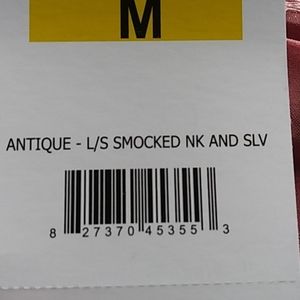 M
ANTIQUE - L/S SMOCKED NK AND SLV
8 27370 45355 3